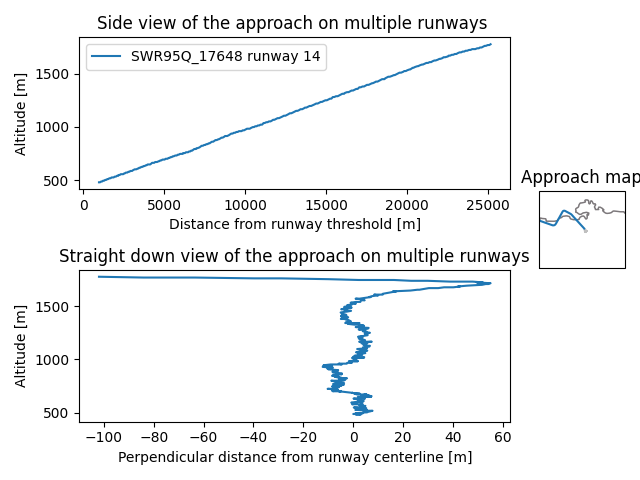 Side view of the approach on multiple runways
SWR95Q_17648 runway 14
Altitude [m]
1500
1000
500
0
5000
10000
15000
20000
25000
Distance from runway threshold [m]
Approach map
Straight down view of the approach on multiple runways
Altitude [m]
1500
1000
500
−100
−80
−60
−40
−20
0
20
40
60
Perpendicular distance from runway centerline [m]